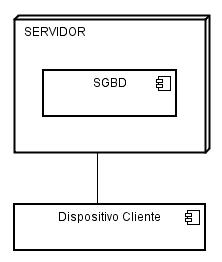 SERVIDOR
SGBD
Dispositivo Cliente